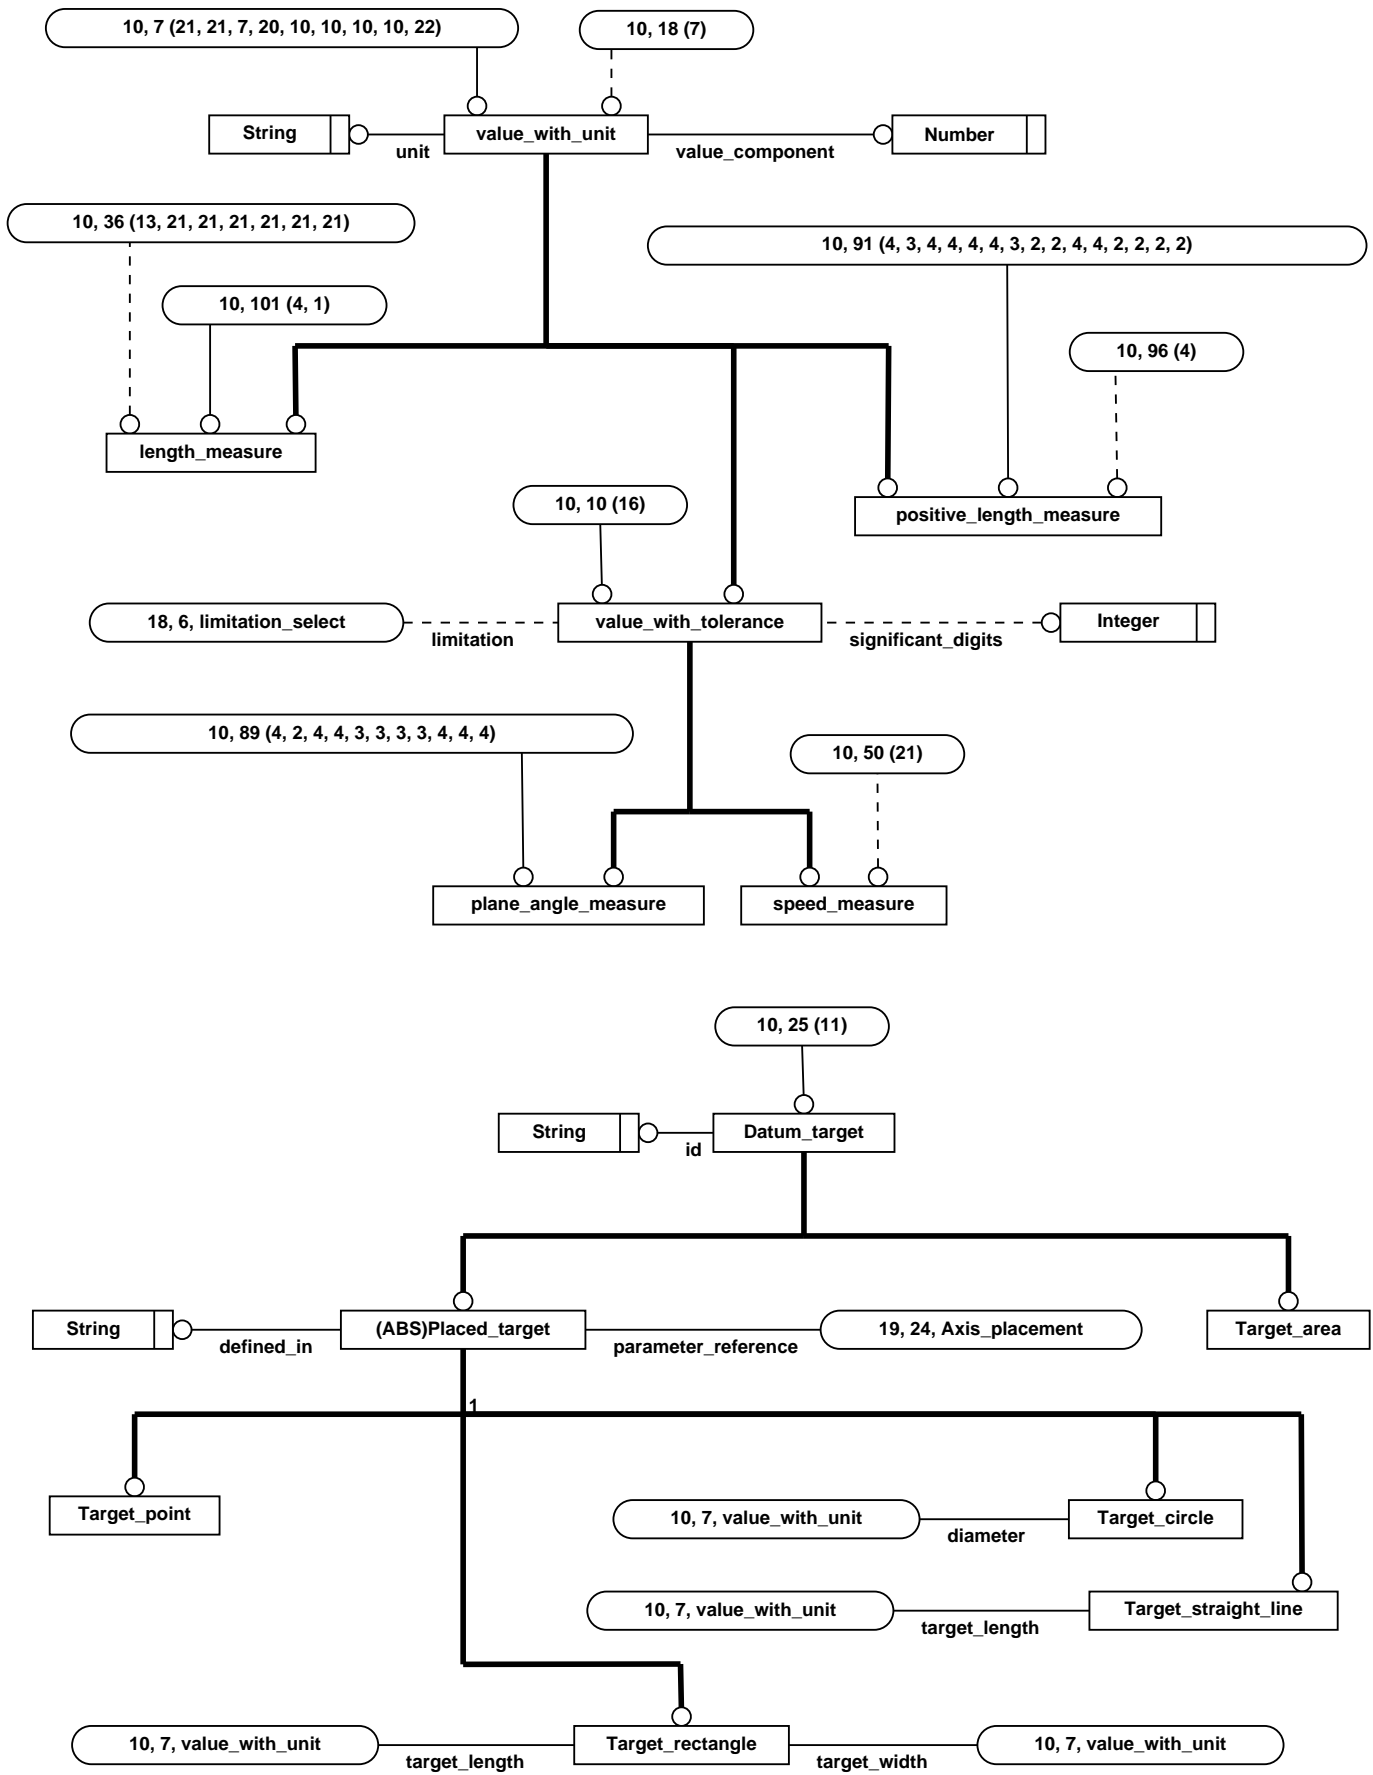 10, 7 (21, 21, 7, 20, 10, 10, 10, 10, 22)
10, 18 (7)
String
unit
value_with_unit
value_component
Number
10, 36 (13, 21, 21, 21, 21, 21, 21)
10, 91 (4, 3, 4, 4, 4, 4, 3, 2, 2, 4, 4, 2, 2, 2, 2)
10, 101 (4, 1)
10, 96 (4)
length_measure
10, 10 (16)
positive_length_measure
18, 6, limitation_select
limitation
value_with_tolerance
significant_digits
Integer
10, 89 (4, 2, 4, 4, 3, 3, 3, 3, 4, 4, 4)
10, 50 (21)
plane_angle_measure
speed_measure
10, 25 (11)
String
id
Datum_target
String
defined_in
(ABS)Placed_target
parameter_reference
19, 24, Axis_placement
Target_area
1
Target_point
10, 7, value_with_unit
diameter
Target_circle
10, 7, value_with_unit
target_length
Target_straight_line
10, 7, value_with_unit
target_length
Target_rectangle
target_width
10, 7, value_with_unit